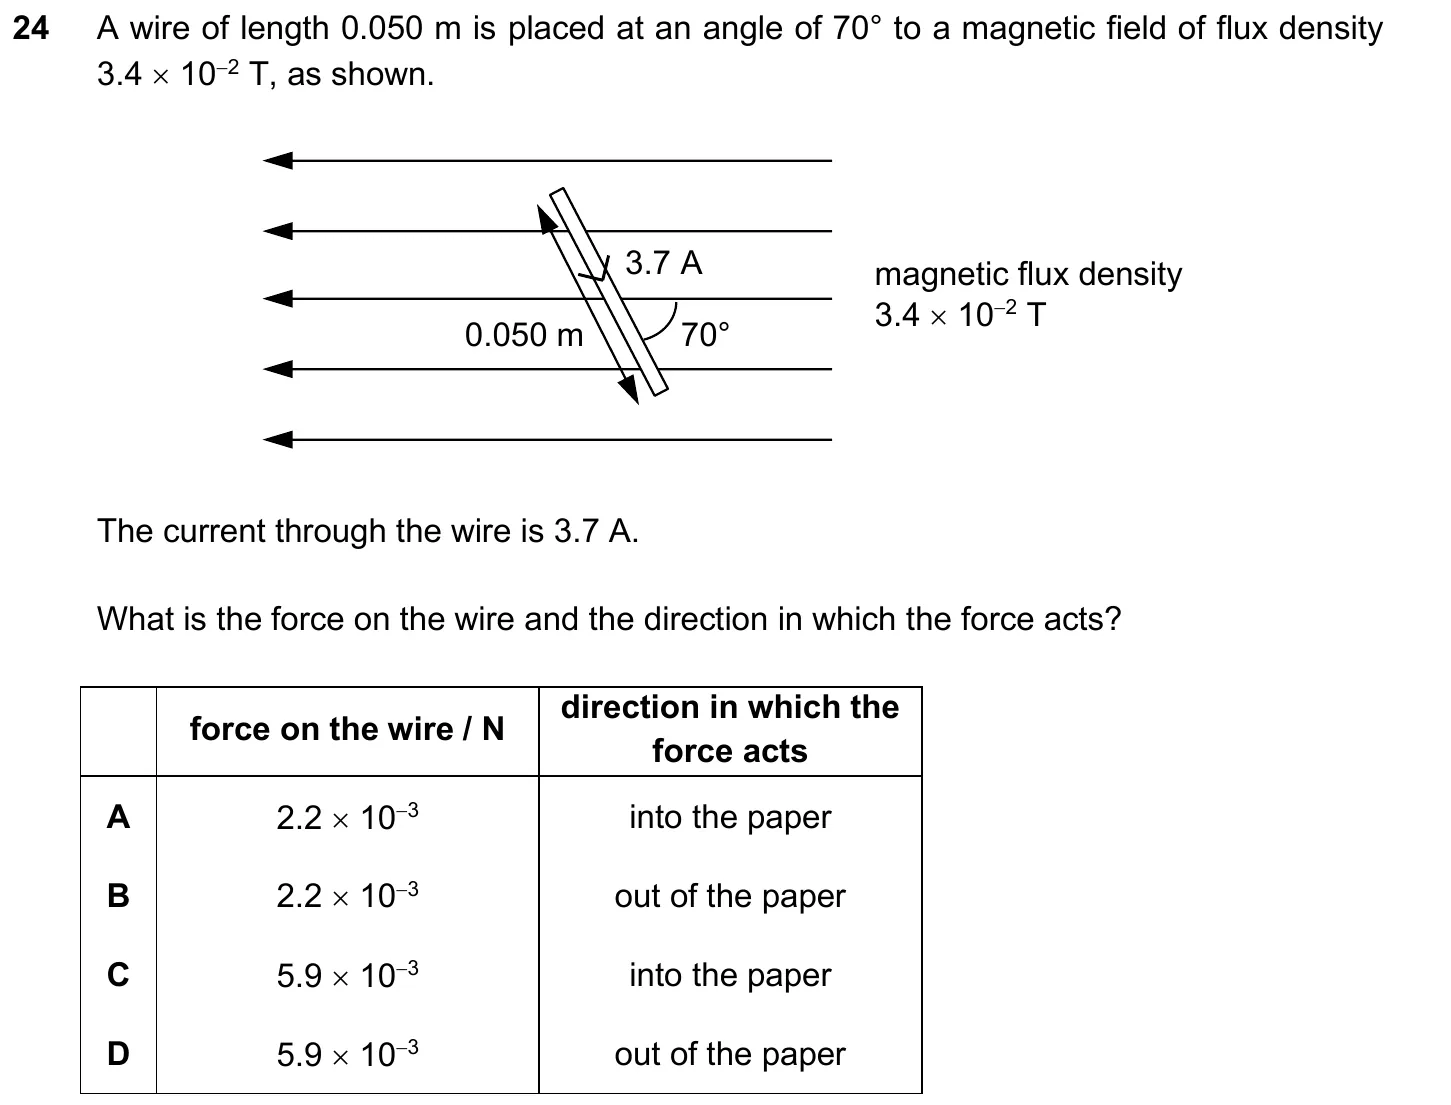 24 A wire of length 0.050 m is placed at an angle of 70° to a magnetic field of flux density
3.4 × 10⁻² T, as shown.
3.7 A
magnetic flux density
3.4 × 10⁻² T
0.050 m
70°
The current through the wire is 3.7 A.
What is the force on the wire and the direction in which the force acts?
force on the wire / N
direction in which the
force acts
A 2.2 × 10⁻³ into the paper
B 2.2 × 10⁻³ out of the paper
C 5.9 × 10⁻³ into the paper
D 5.9 × 10⁻³ out of the paper